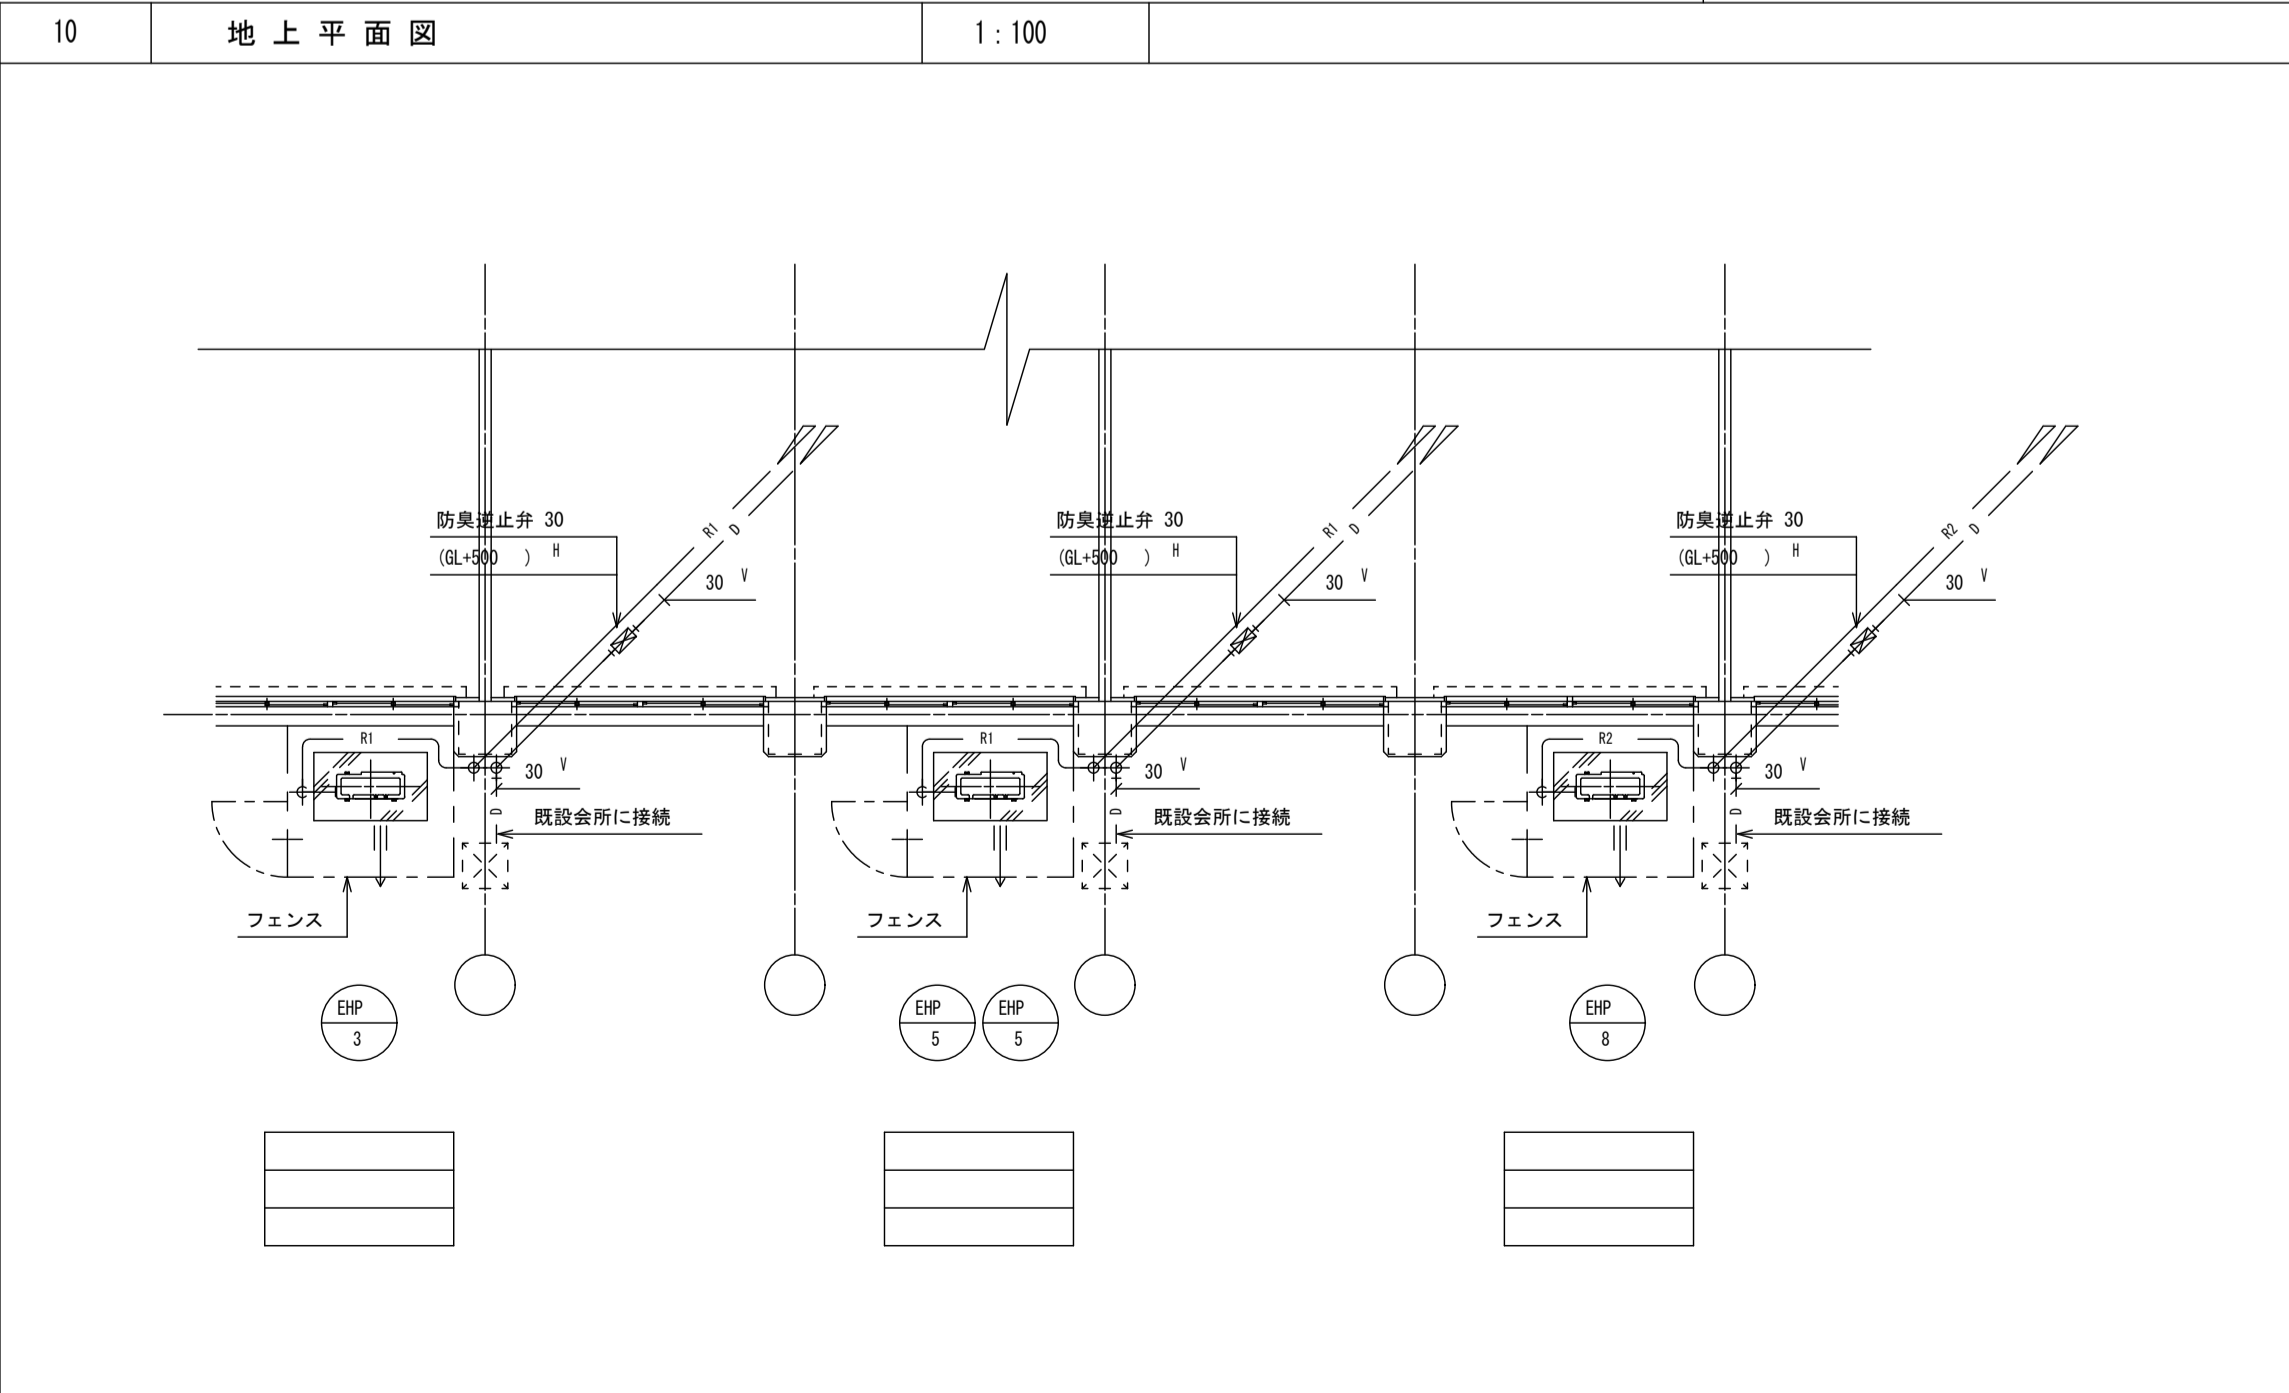 10 地上平面図 1:100
防臭逆止弁 30
(GL+500 ) H
30 V
R1
D
防臭逆止弁 30
(GL+500 ) H
30 V
R1
D
防臭逆止弁 30
(GL+500 ) H
30 V
R2
D
R1
30 V
D
既設会所に接続
フェンス
R1
30 V
D
既設会所に接続
フェンス
R2
30 V
D
既設会所に接続
フェンス
EHP
3
EHP
5
EHP
5
EHP
8